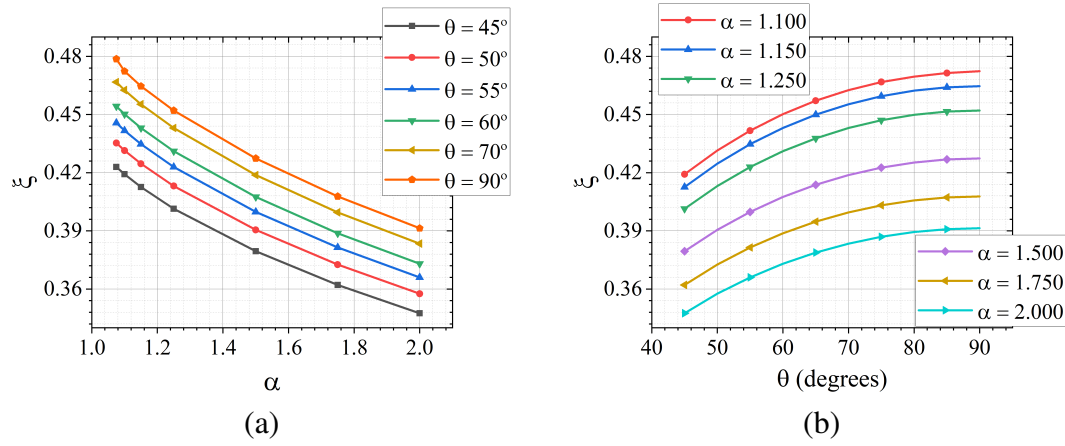 θ = 45°
θ = 50°
θ = 55°
θ = 60°
θ = 70°
θ = 90°
0.48
0.45
0.42
0.39
0.36
ξ
1.0 1.2 1.4 1.6 1.8 2.0
α
(a)
α = 1.100
α = 1.150
α = 1.250
0.48
0.45
0.42
0.39
0.36
ξ
α = 1.500
α = 1.750
α = 2.000
40 50 60 70 80 90
θ (degrees)
(b)